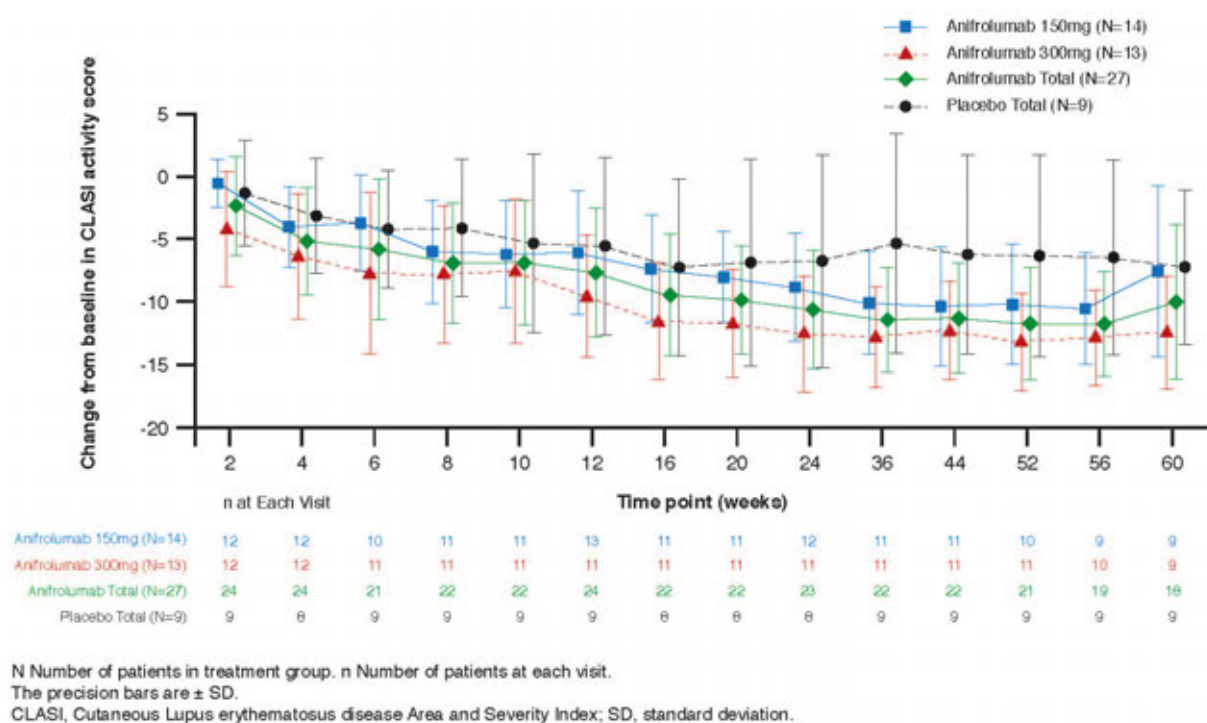 Anifrolumab 150mg (N=14)
Anifrolumab 300mg (N=13)
Anifrolumab Total (N=27)
Placebo Total (N=9)
Change from baseline in CLASI activity score
5
0
-5
-10
-15
-20
2 4 6 8 10 12 16 20 24 36 44 52 56 60
n at Each Visit
Time point (weeks)
Anifrolumab 150mg (N=14) 12 12 10 11 11 13 11 11 12 11 11 10 9 9
Anifrolumab 300mg (N=13) 12 12 11 11 11 11 11 11 11 11 11 11 10 9
Anifrolumab Total (N=27) 24 24 21 22 22 24 22 22 23 22 22 21 19 18
Placebo Total (N=9) 9 8 9 9 9 9 8 8 8 9 9 9 9 9
N Number of patients in treatment group. n Number of patients at each visit.
The precision bars are ± SD.
CLASI, Cutaneous Lupus erythematosus disease Area and Severity Index; SD, standard deviation.